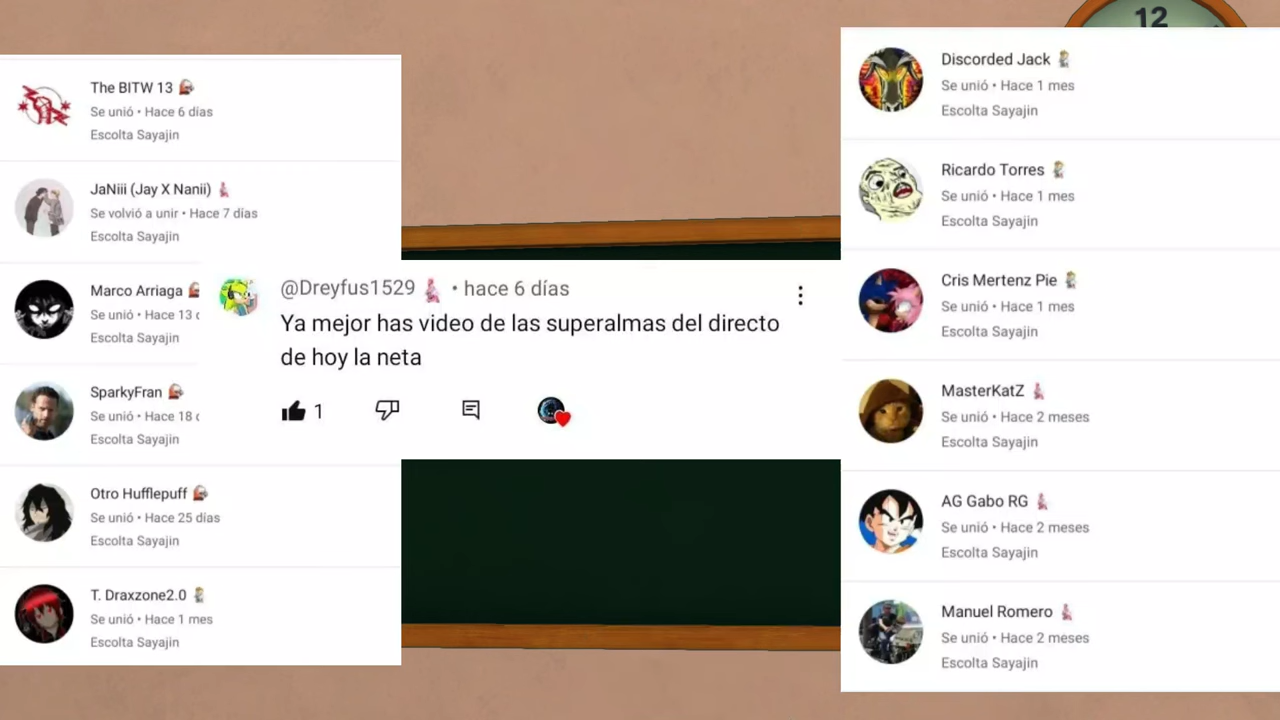 The BITW 13
Se unió • Hace 6 días
Escolta Sayajin
JaNiii (Jay X Nanii)
Se volvió a unir • Hace 7 días
Escolta Sayajin
Marco Arriaga
Se unió • Hace 13
Escolta Sayajin
SparkyFran
Se unió • Hace 18
Escolta Sayajin
Otro Hufflepuff
Se unió • Hace 25 días
Escolta Sayajin
T. Draxzone2.0
Se unió • Hace 1 mes
Escolta Sayajin
@Dreyfus1529 • hace 6 días
Ya mejor has video de las superalmas del directo
de hoy la neta
1
12
Discorded Jack
Se unió • Hace 1 mes
Escolta Sayajin
Ricardo Torres
Se unió • Hace 1 mes
Escolta Sayajin
Cris Mertenz Pie
Se unió • Hace 1 mes
Escolta Sayajin
MasterKatZ
Se unió • Hace 2 meses
Escolta Sayajin
AG Gabo RG
Se unió • Hace 2 meses
Escolta Sayajin
Manuel Romero
Se unió • Hace 2 meses
Escolta Sayajin